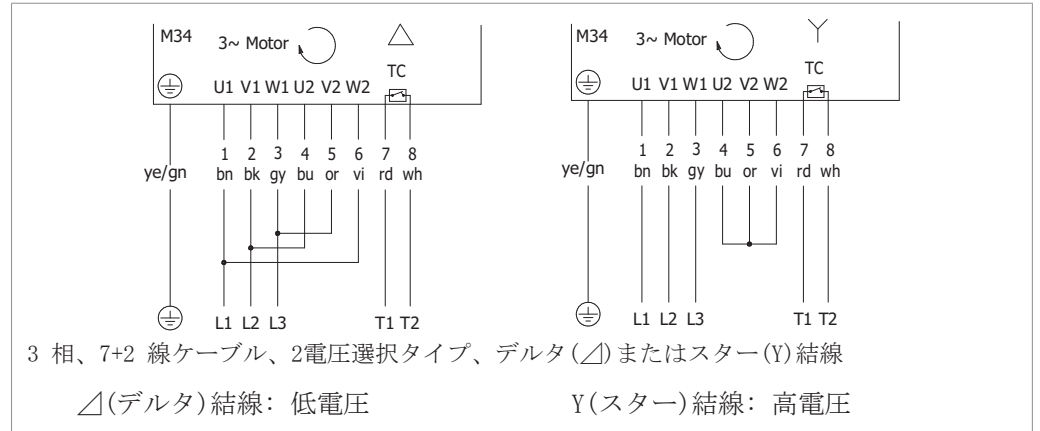 M34 3~ Motor △
TC
U1 V1 W1 U2 V2 W2
1 2 3 4 5 6 7 8
ye/gn bn bk gy bu or vi rd wh
L1 L2 L3 T1 T2
M34 3~ Motor Y
TC
U1 V1 W1 U2 V2 W2
1 2 3 4 5 6 7 8
ye/gn bn bk gy bu or vi rd wh
L1 L2 L3 T1 T2
3 相、7+2 線ケーブル、2電圧選択タイプ、デルタ(⊿)またはスター(Y)結線
⊿(デルタ)結線: 低電圧
Y(スター)結線: 高電圧